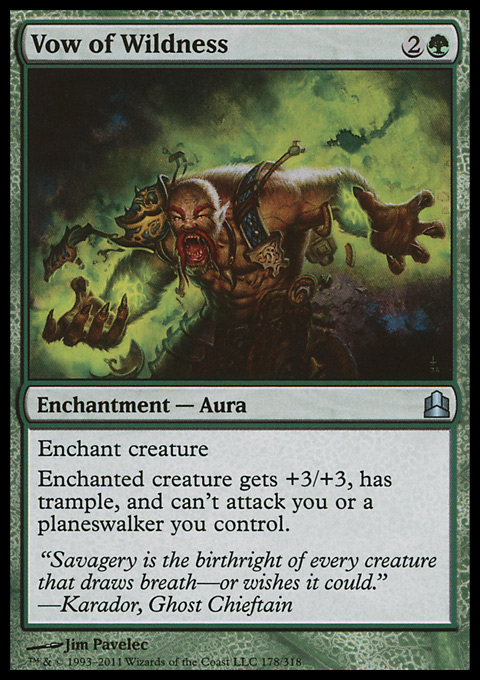 Vow of Wildness 2
Enchantment — Aura
Enchant creature
Enchanted creature gets +3/+3, has
trample, and can't attack you or a
planeswalker you control.
“Savagery is the birthright of every creature
that draws breath—or wishes it could.”
—Karador, Ghost Chieftain
Jim Pavelec
™ & © 1993–2011 Wizards of the Coast LLC 178/318